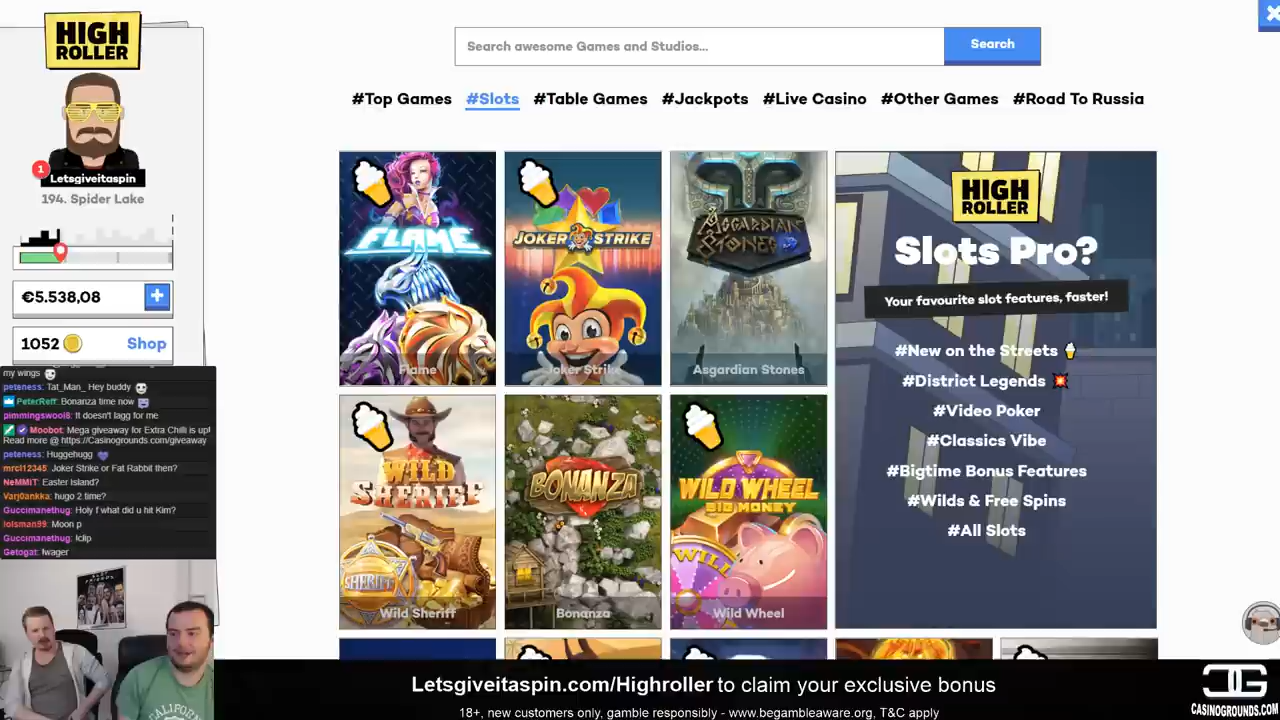 HIGH
ROLLER
Search awesome Games and Studios...
Search
#Top Games
#Slots
#Table Games
#Jackpots
#Live Casino
#Other Games
#Road To Russia
1
Letsgiveitaspin
194. Spider Lake
€5.538,08
+
1052
Shop
my wings
peteness: Tat_Man_ Hey buddy
PeterReff: Bonanza time now
pimmingswool8: It doesn't lagg for me
Moobot: Mega giveaway for Extra Chilli is up!
Read more @ https://Casinogrounds.com/giveaway
peteness: Huggehugg
mrcl12345: Joker Strike or Fat Rabbit then?
NeMMiT: Easter Island?
Varj0ankka: hugo 2 time?
Guccimanethug: Holy f what did u hit Kim?
lolsman99: Moon p
Guccimanethug: !clip
Getogat: !wager
FLAME
Flame
JOKER STRIKE
Joker Strike
ASGARDIAN
STONES
Asgardian Stones
WILD
SHERIFF
SHERIFF
Wild Sheriff
BONANZA
Bonanza
WILD WHEEL
BIG MONEY
WILD
Wild Wheel
HIGH
ROLLER
Slots Pro?
Your favourite slot features, faster!
#New on the Streets
#District Legends
#Video Poker
#Classics Vibe
#Bigtime Bonus Features
#Wilds & Free Spins
#All Slots
Letsgiveitaspin.com/Highroller to claim your exclusive bonus
18+, new customers only, gamble responsibly - www.begambleaware.org, T&C apply
CG
CASINOGROUNDS.COM